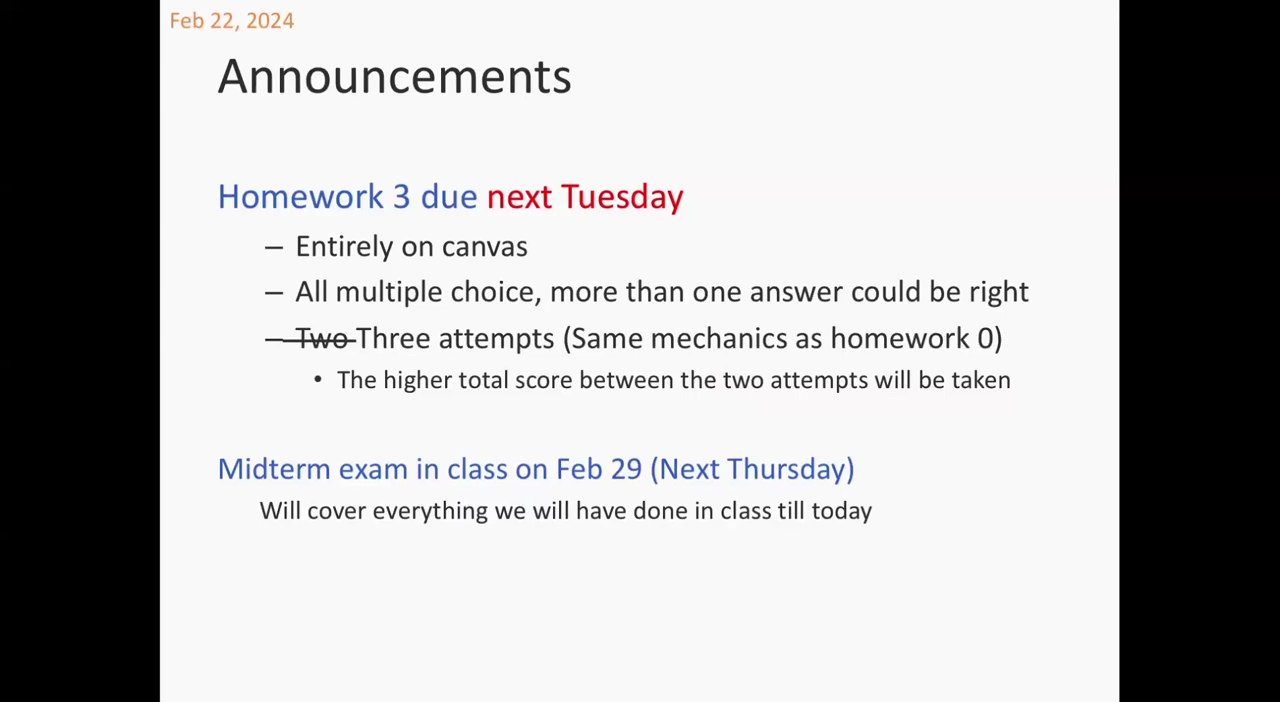 Feb 22, 2024
Announcements
Homework 3 due next Tuesday
– Entirely on canvas
– All multiple choice, more than one answer could be right
– Two Three attempts (Same mechanics as homework 0)
• The higher total score between the two attempts will be taken
Midterm exam in class on Feb 29 (Next Thursday)
Will cover everything we will have done in class till today